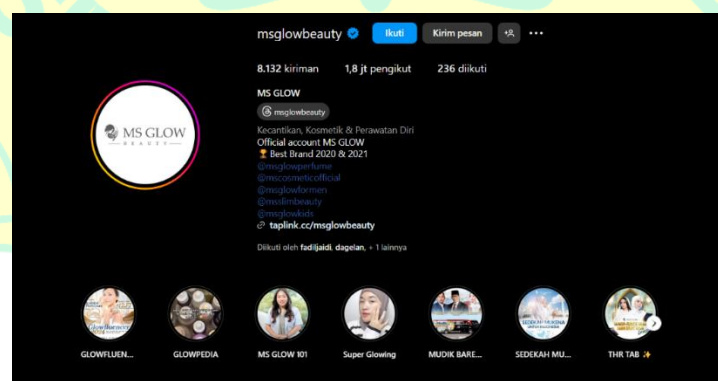 msglowbeauty Ikuti Kirim pesan
8.132 kiriman 1,8 jt pengikut 236 diikuti
MS GLOW
msglowbeauty
Kecantikan, Kosmetik & Perawatan Diri
Official account MS GLOW
🏆 Best Brand 2020 & 2021
@msglowperfume
@mscosmeticofficial
@msglowformen
@msslimbeauty
@msglowkids
taplink.cc/msglowbeauty
Diikuti oleh fadiljaidi, dagelan, + 1 lainnya
MS GLOW
BEAUTY
GLOWFLUEN... GLOWPEDIA MS GLOW 101 Super Glowing MUDIK BARE... SEDEKAH MU... THR TAB ✨